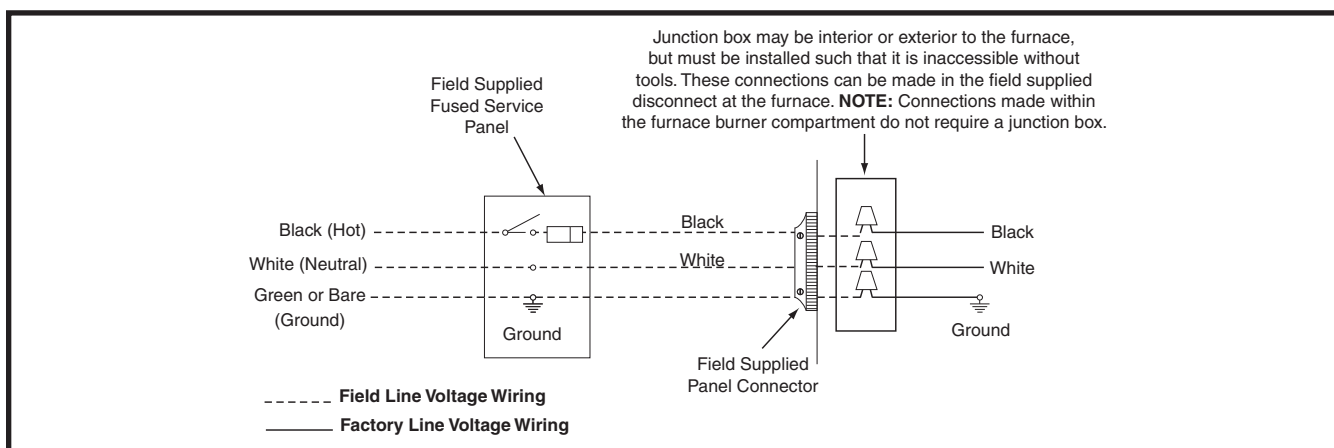 Junction box may be interior or exterior to the furnace,
but must be installed such that it is inaccessible without
tools. These connections can be made in the field supplied
disconnect at the furnace. NOTE: Connections made within
the furnace burner compartment do not require a junction box.
Field Supplied
Fused Service
Panel
Black (Hot)
Black
Black
White (Neutral)
White
White
Green or Bare
(Ground)
Ground
Ground
Field Supplied
Panel Connector
Field Line Voltage Wiring
Factory Line Voltage Wiring